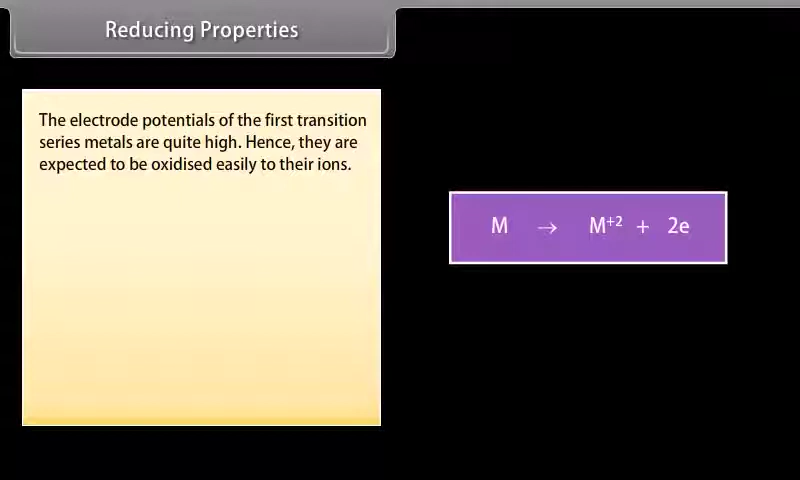 Reducing Properties
The electrode potentials of the first transition
series metals are quite high. Hence, they are
expected to be oxidised easily to their ions.
M → M⁺² + 2e